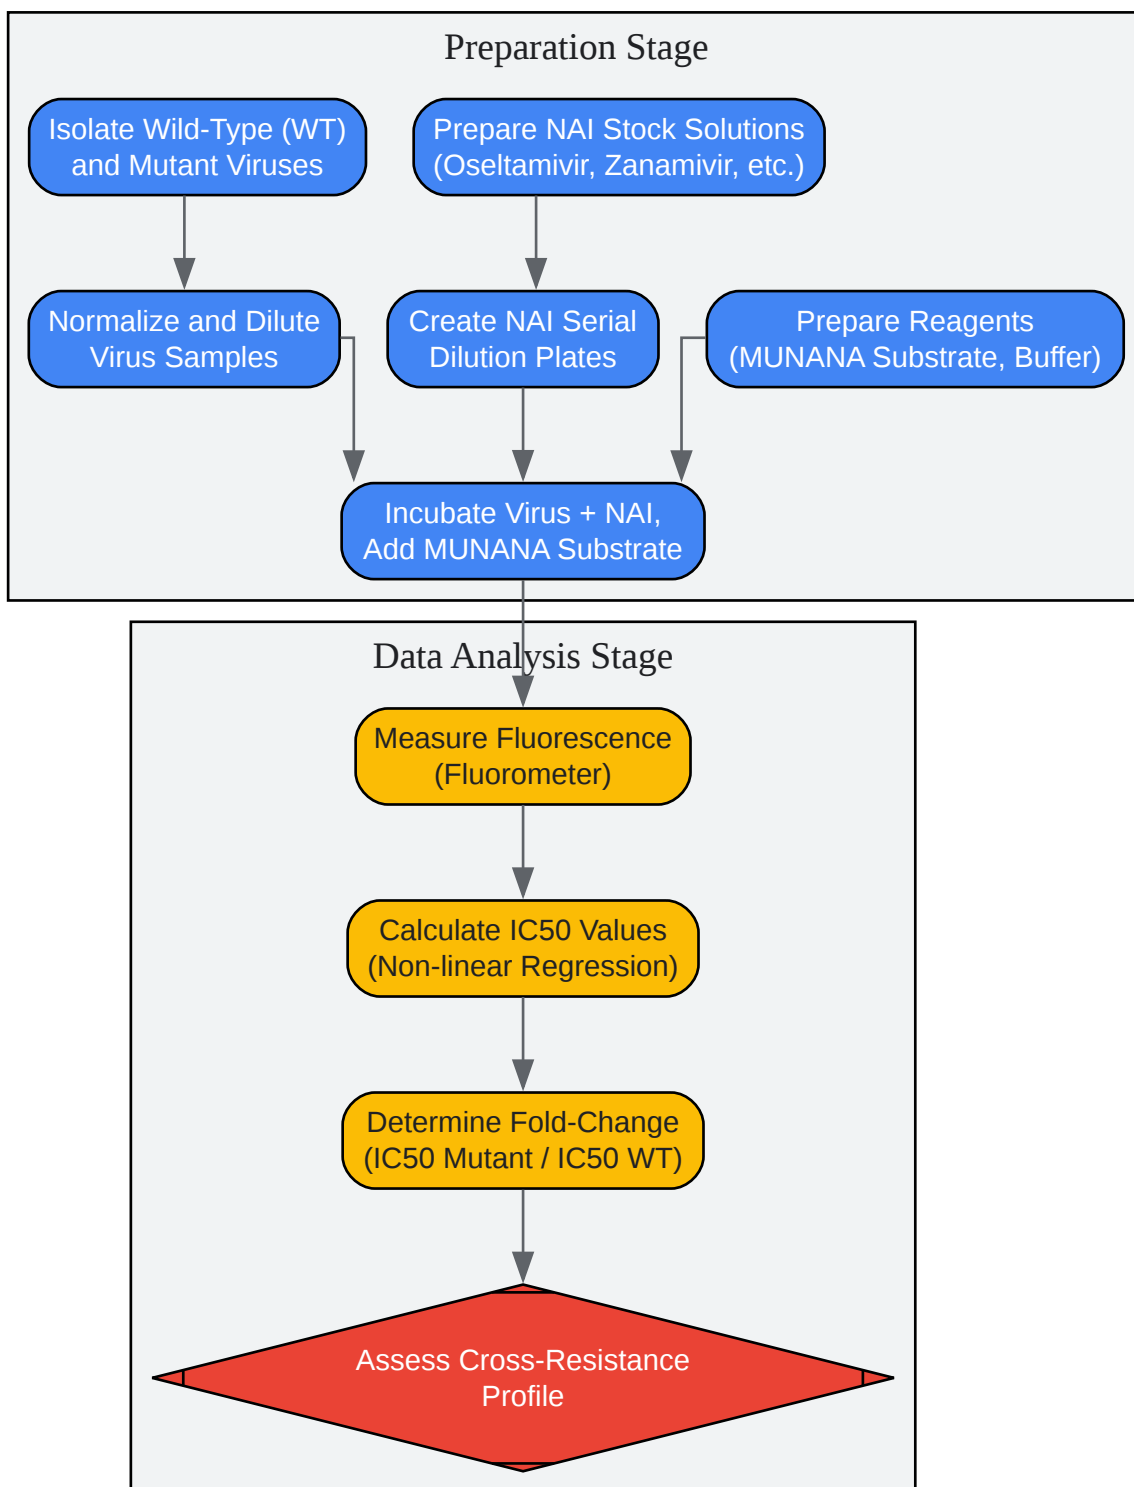 Preparation Stage
Isolate Wild-Type (WT)
and Mutant Viruses
Prepare NAI Stock Solutions
(Oseltamivir, Zanamivir, etc.)
Normalize and Dilute
Virus Samples
Create NAI Serial
Dilution Plates
Prepare Reagents
(MUNANA Substrate, Buffer)
Incubate Virus + NAI,
Add MUNANA Substrate
Data Analysis Stage
Measure Fluorescence
(Fluorometer)
Calculate IC50 Values
(Non-linear Regression)
Determine Fold-Change
(IC50 Mutant / IC50 WT)
Assess Cross-Resistance
Profile